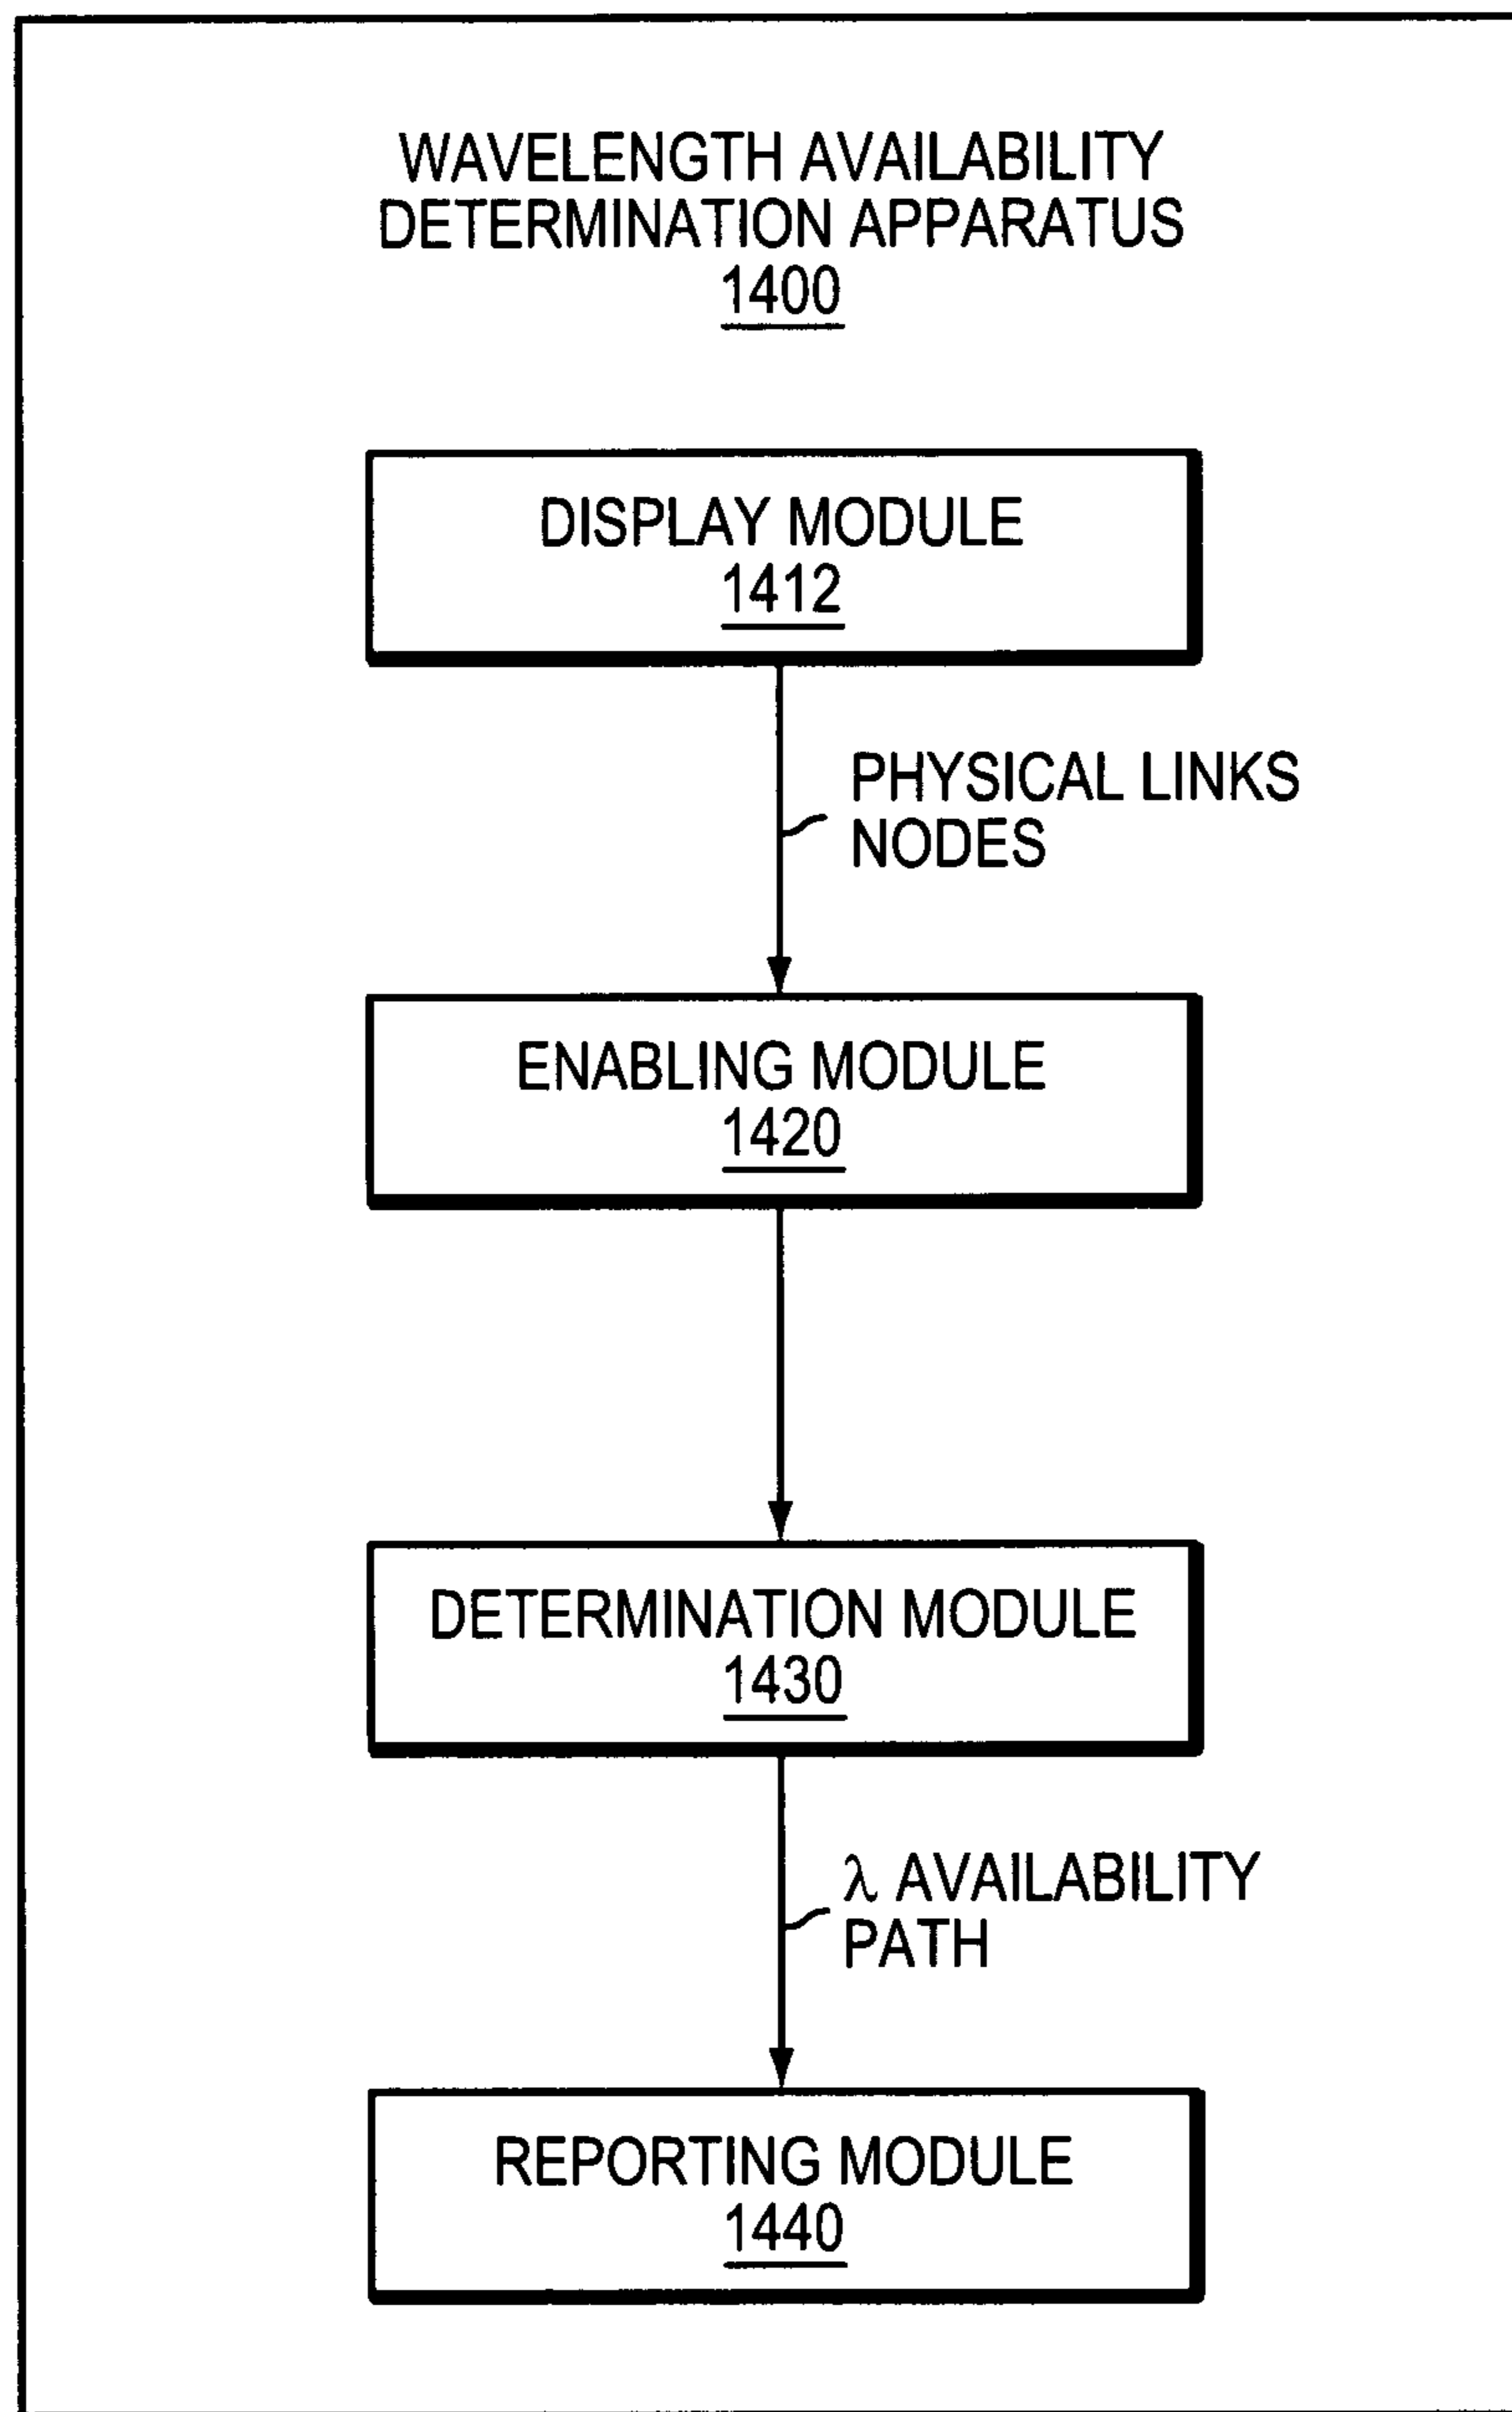 WAVELENGTH AVAILABILITY
DETERMINATION APPARATUS
1400
DISPLAY MODULE
1412
PHYSICAL LINKS
NODES
ENABLING MODULE
1420
DETERMINATION MODULE
1430
λ AVAILABILITY
PATH
REPORTING MODULE
1440